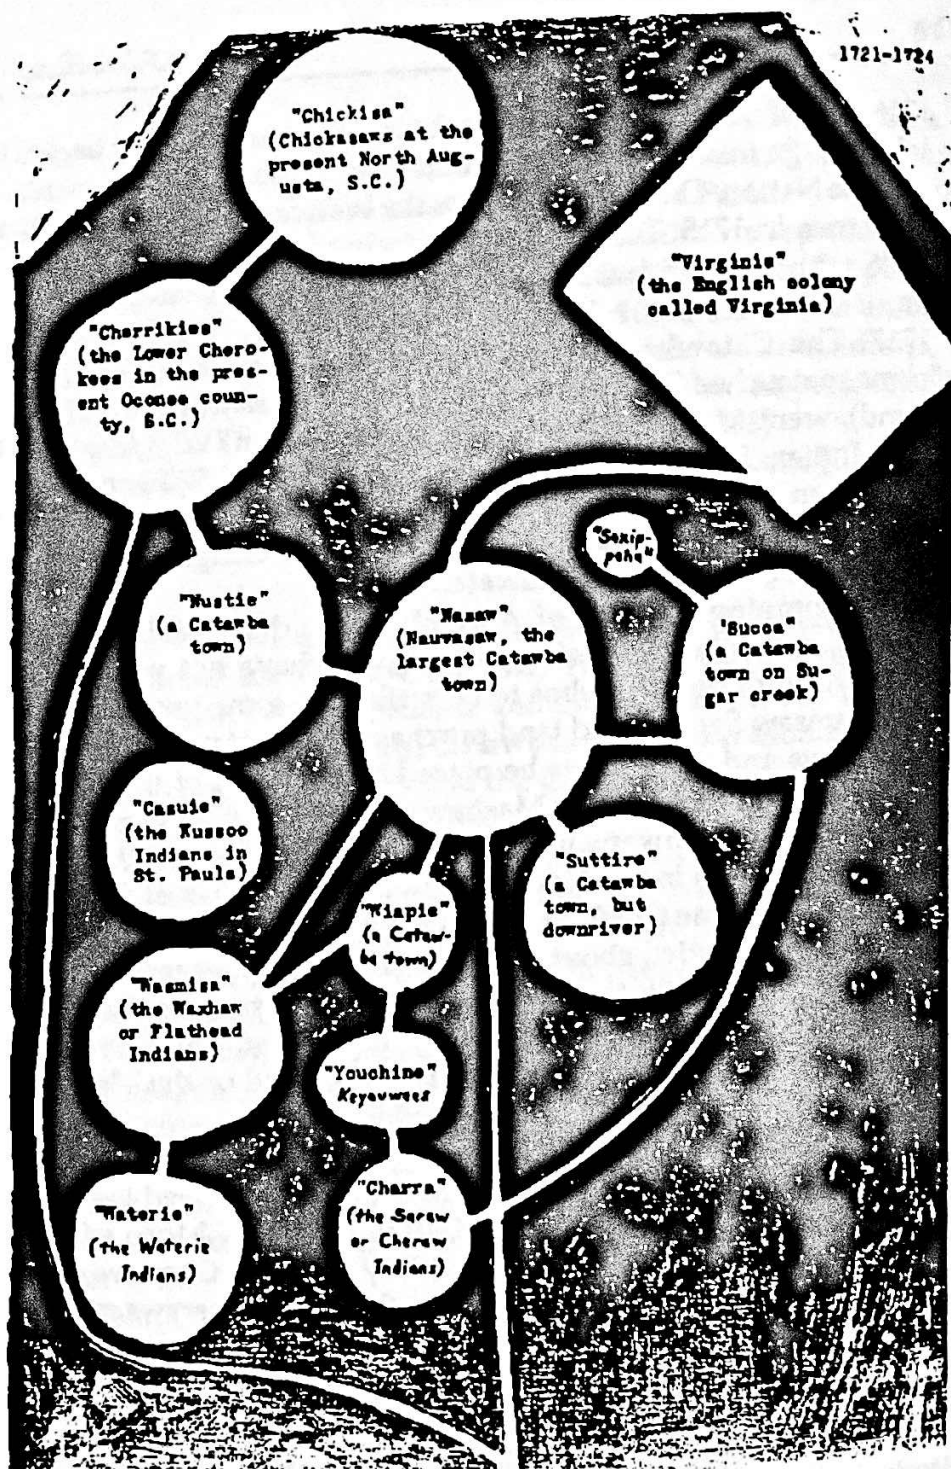 1721-1724
"Chickisa"
(Chickasaws at the
present North Aug-
usta, S.C.)
"Virginie"
(the English colony
called Virginia)
"Cherrikies"
(the Lower Chero-
kees in the pres-
ent Oconee coun-
ty, S.C.)
"Saxip-
paha"
"Nustie"
(a Catawba
town)
"Nasaw"
(Nauvasaw, the
largest Catawba
town)
"Succa"
(a Catawba
town on Su-
gar creek)
"Casuie"
(the Kussoo
Indians in
St. Pauls)
"Suttire"
(a Catawba
town, but
downriver)
"Wiapie"
(a Cataw-
ba town)
"Wasmisa"
(the Waxhaw
or Flathead
Indians)
"Youchine"
Keyauwees
"Charra"
(the Saraw
or Cheraw
Indians)
"Waterie"
(the Waterie
Indians)